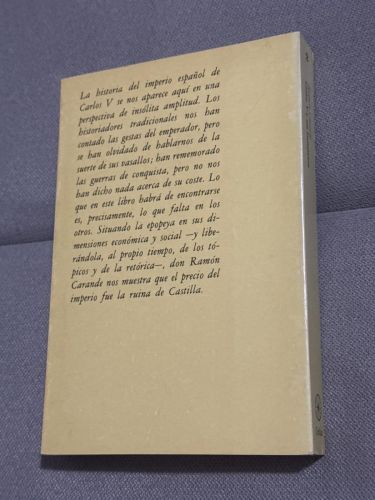 La historia del imperio español de
Carlos V se nos aparece aquí en una
perspectiva de insólita amplitud. Los
historiadores tradicionales nos han
contado las gestas del emperador, pero
se han olvidado de hablarnos de la
suerte de sus vasallos; han rememorado
las guerras de conquista, pero no nos
han dicho nada acerca de su coste. Lo
que en este libro habrá de encontrarse
es, precisamente, lo que falta en los
otros. Situando la epopeya en sus di-
mensiones económica y social —y libe-
rándola, al propio tiempo, de los tó-
picos y de la retórica—, don Ramón
Carande nos muestra que el precio del
imperio fue la ruina de Castilla.